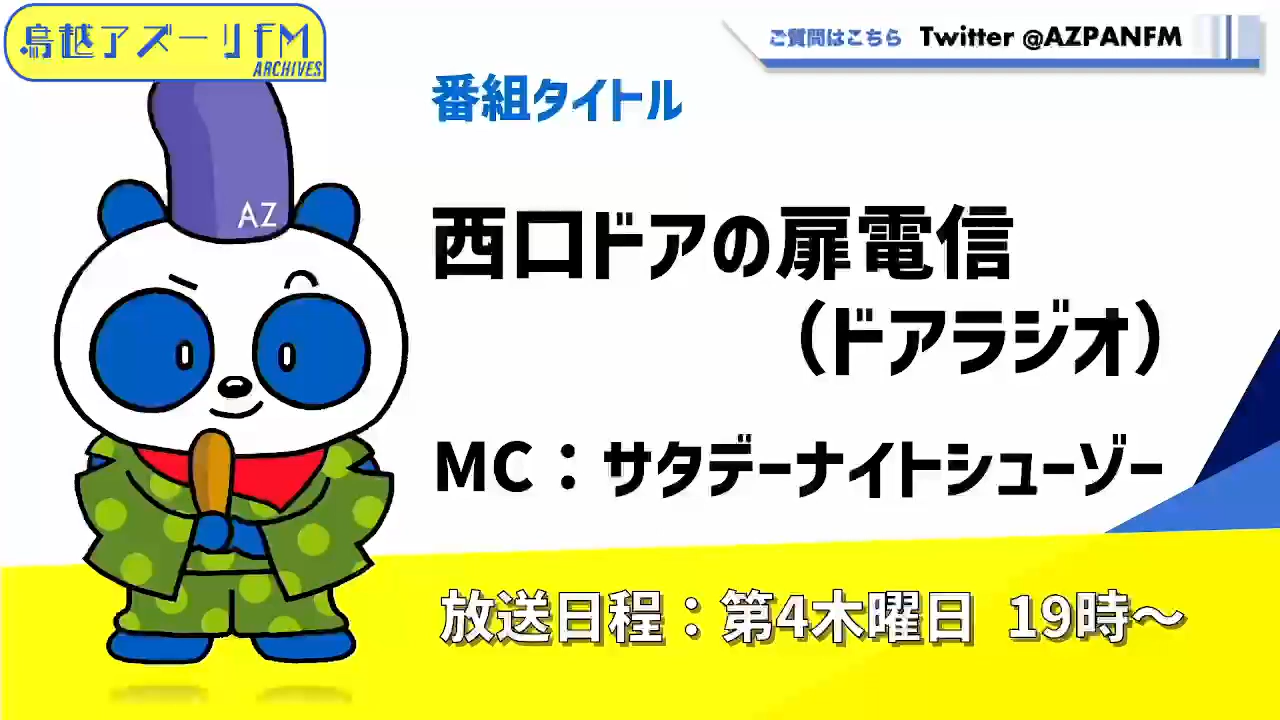 鳥越アズーリFM
ARCHIVES
ご質問はこちら Twitter @AZPANFM
番組タイトル
AZ
西口ドアの扉電信
（ドアラジオ）
MC：サタデーナイトシューゾー
放送日程：第4木曜日 19時～